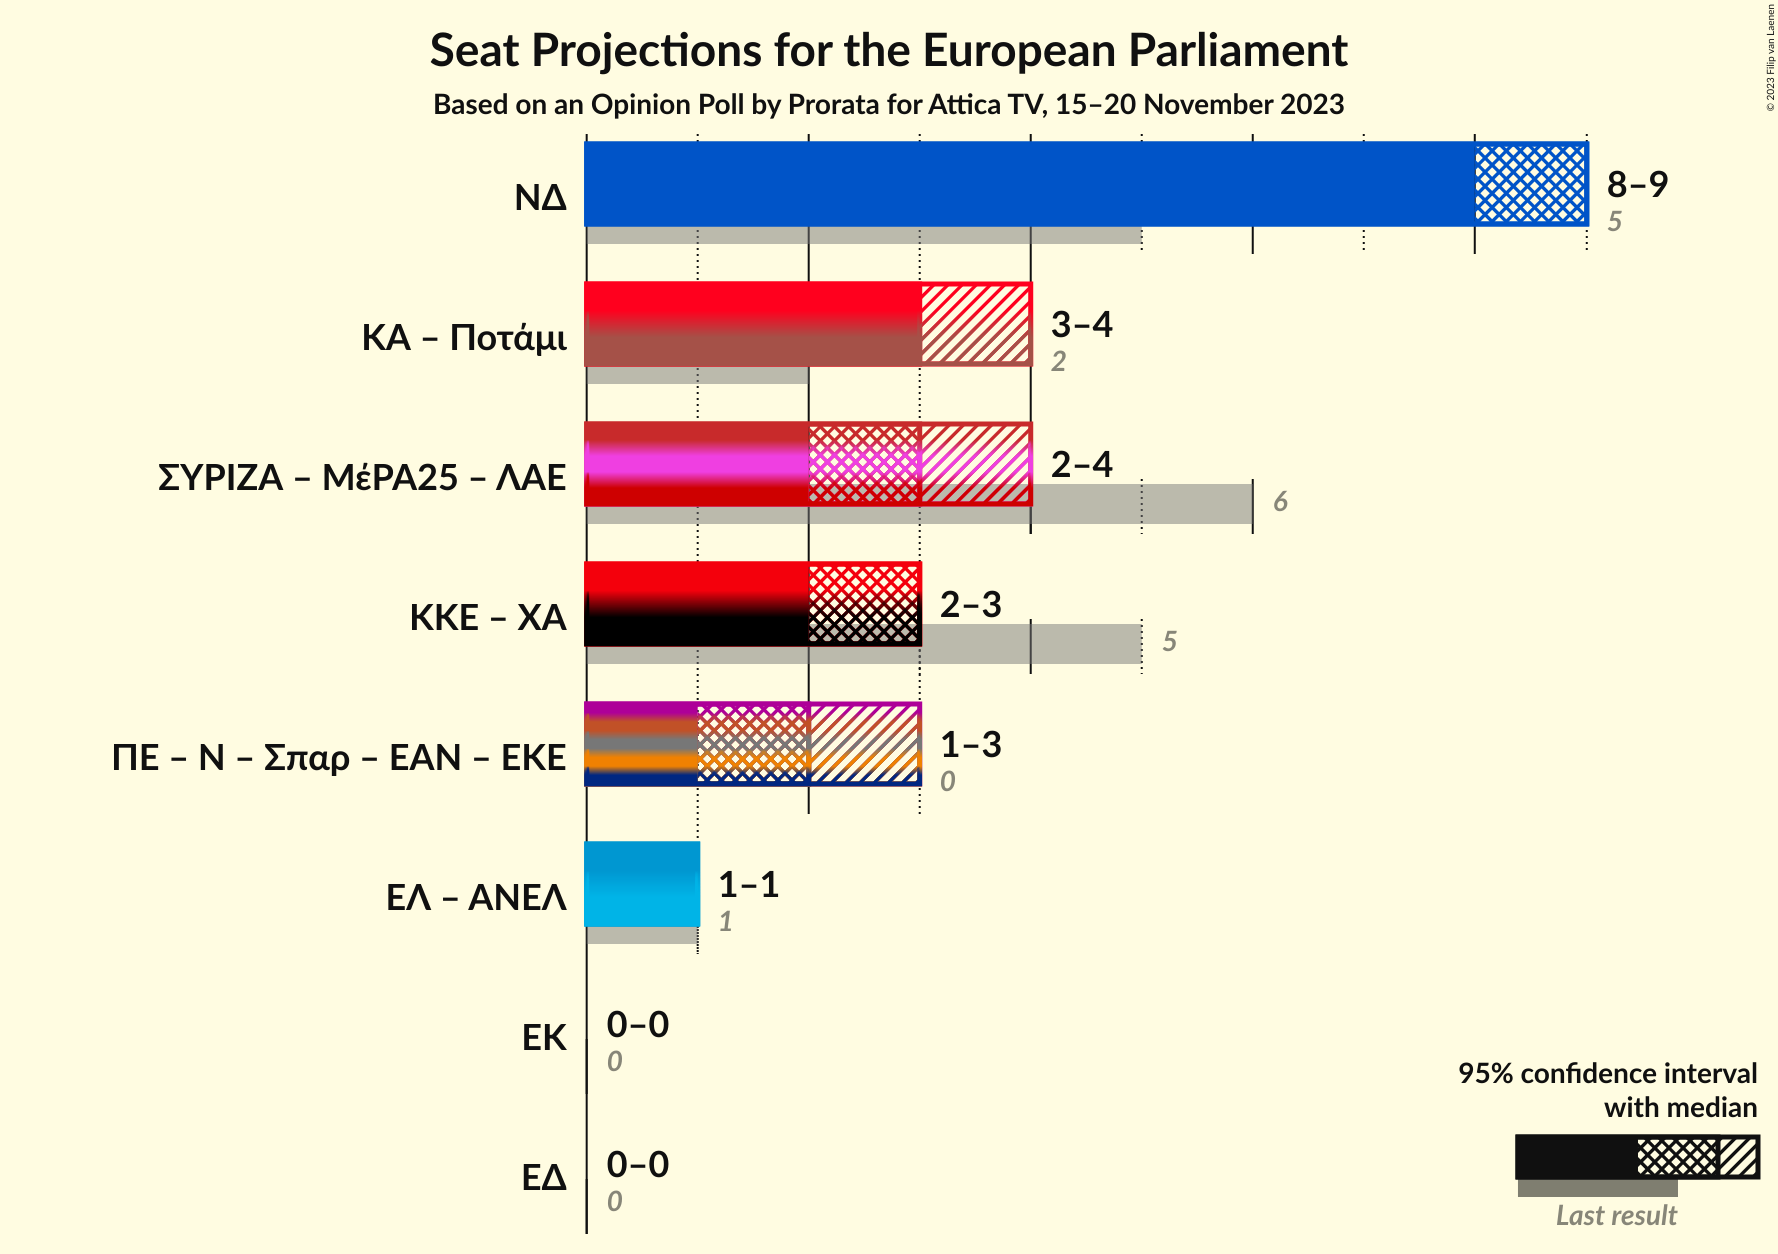 Seat Projections for the European Parliament
Based on an Opinion Poll by Prorata for Attica TV, 15–20 November 2023
© 2023 Filip van Laenen
ΝΔ
8–9
5
ΚΑ – Ποτάμι
3–4
2
ΣΥΡΙΖΑ – ΜέΡΑ25 – ΛΑΕ
2–4
6
ΚΚΕ – ΧΑ
2–3
5
ΠΕ – Ν – Σπαρ – ΕΑΝ – ΕΚΕ
1–3
0
ΕΛ – ΑΝΕΛ
1–1
1
ΕΚ
0–0
0
ΕΔ
0–0
0
95% confidence interval
with median
Last result